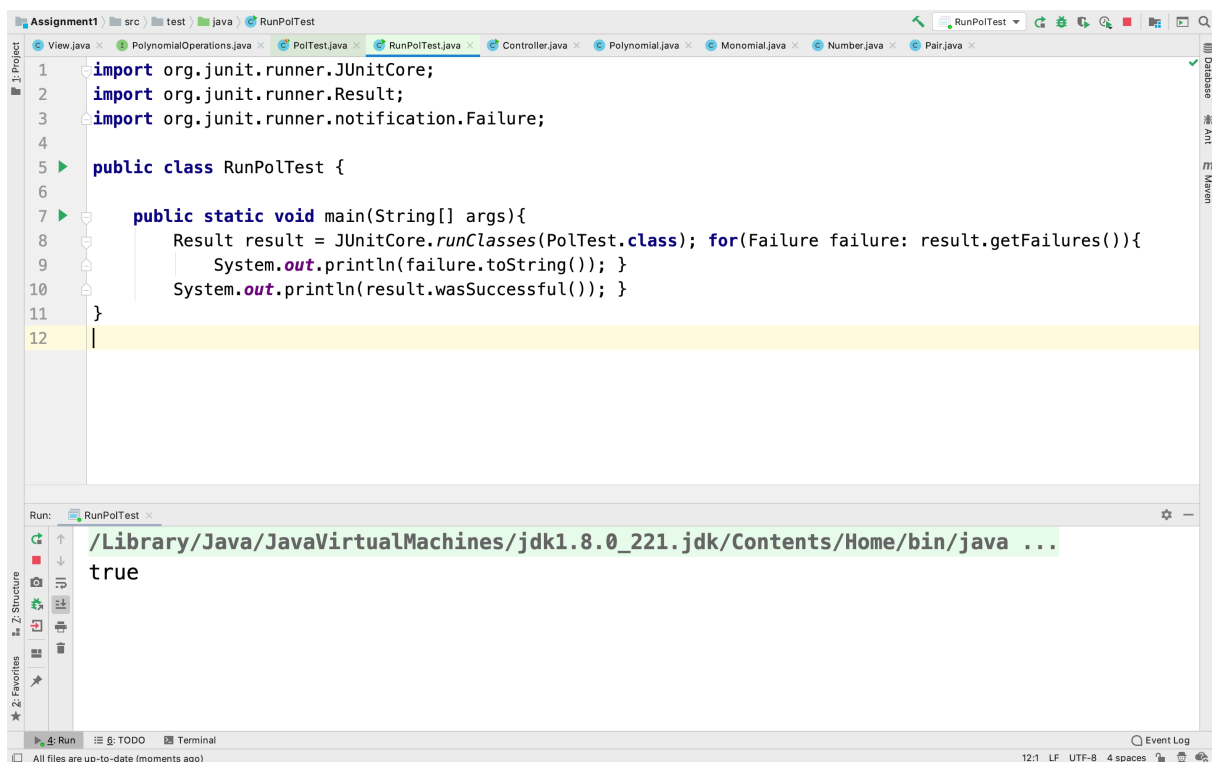 Assignment1 src test java RunPolTest RunPolTest
View.java PolynomialOperations.java PolTest.java RunPolTest.java Controller.java Polynomial.java Monomial.java Number.java Pair.java
1: Project
1 import org.junit.runner.JUnitCore;
2 import org.junit.runner.Result;
3 import org.junit.runner.notification.Failure;
4
5 public class RunPolTest {
6
7 public static void main(String[] args){
8 Result result = JUnitCore.runClasses(PolTest.class); for(Failure failure: result.getFailures()){
9 System.out.println(failure.toString()); }
10 System.out.println(result.wasSuccessful()); }
11 }
12
Database
Ant
m Maven
Run: RunPolTest
/Library/Java/JavaVirtualMachines/jdk1.8.0_221.jdk/Contents/Home/bin/java ...
true
Z: Structure
2: Favorites
4: Run 6: TODO Terminal Event Log
All files are up-to-date (moments ago) 12:1 LF UTF-8 4 spaces